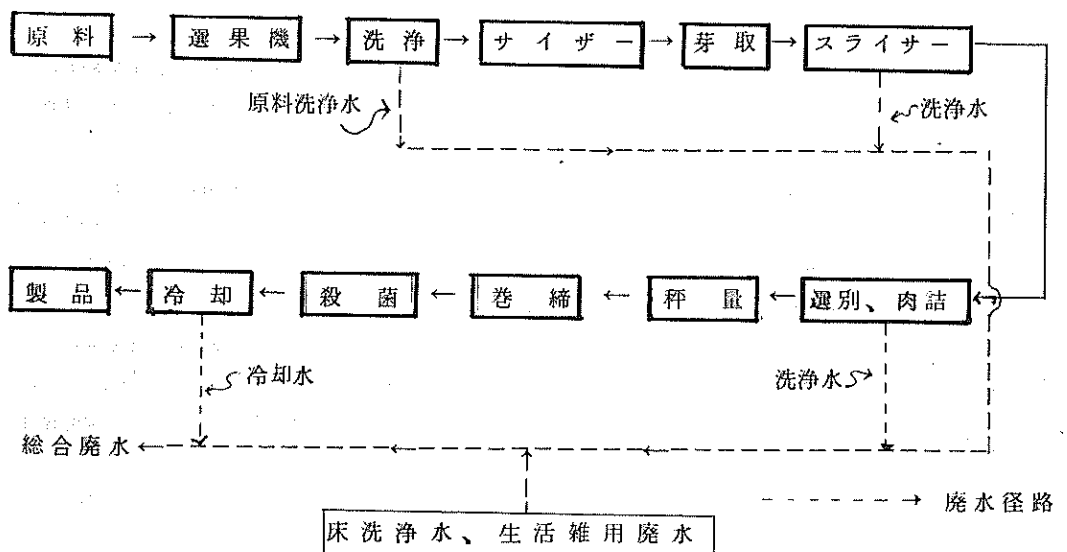 原料 → 選果機 → 洗浄 → サイザー → 芽取 → スライサー
原料洗浄水
洗浄水
製品 ← 冷却 ← 殺菌 ← 巻締 ← 秤量 ← 選別、肉詰
冷却水
洗浄水
総合廃水
廃水径路
床洗浄水、生活雑用廃水